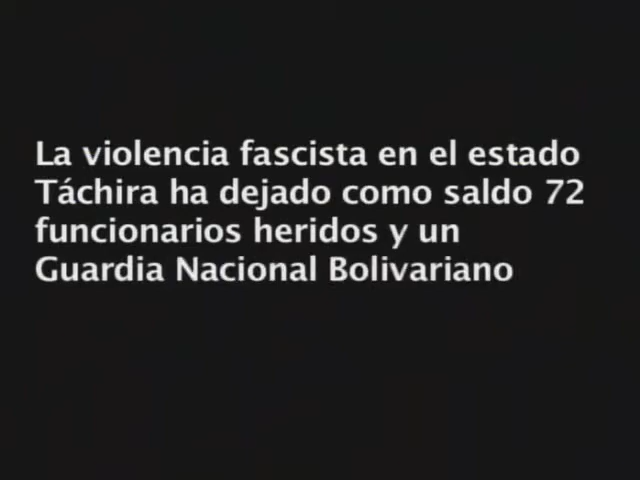 La violencia fascista en el estado
Táchira ha dejado como saldo 72
funcionarios heridos y un
Guardia Nacional Bolivariano